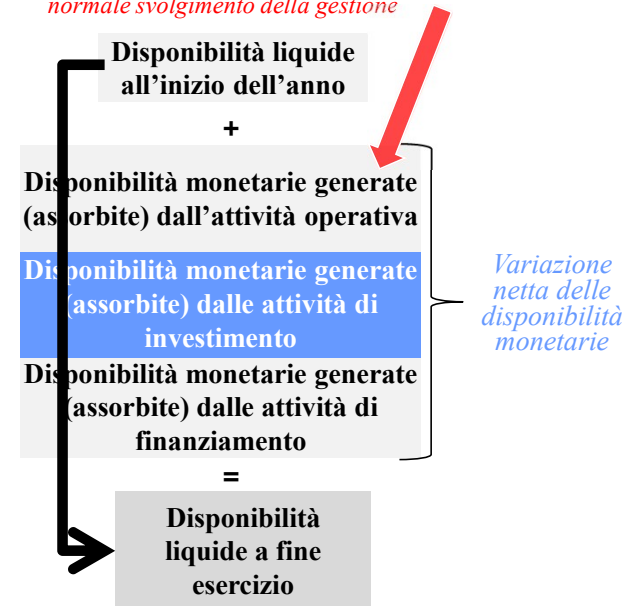 normale svolgimento della gestione
Disponibilità liquide
all’inizio dell’anno
+
Disponibilità monetarie generate
(assorbite) dall’attività operativa
Disponibilità monetarie generate
(assorbite) dalle attività di
investimento
Disponibilità monetarie generate
(assorbite) dalle attività di
finanziamento
Variazione
netta delle
disponibilità
monetarie
=
Disponibilità
liquide a fine
esercizio